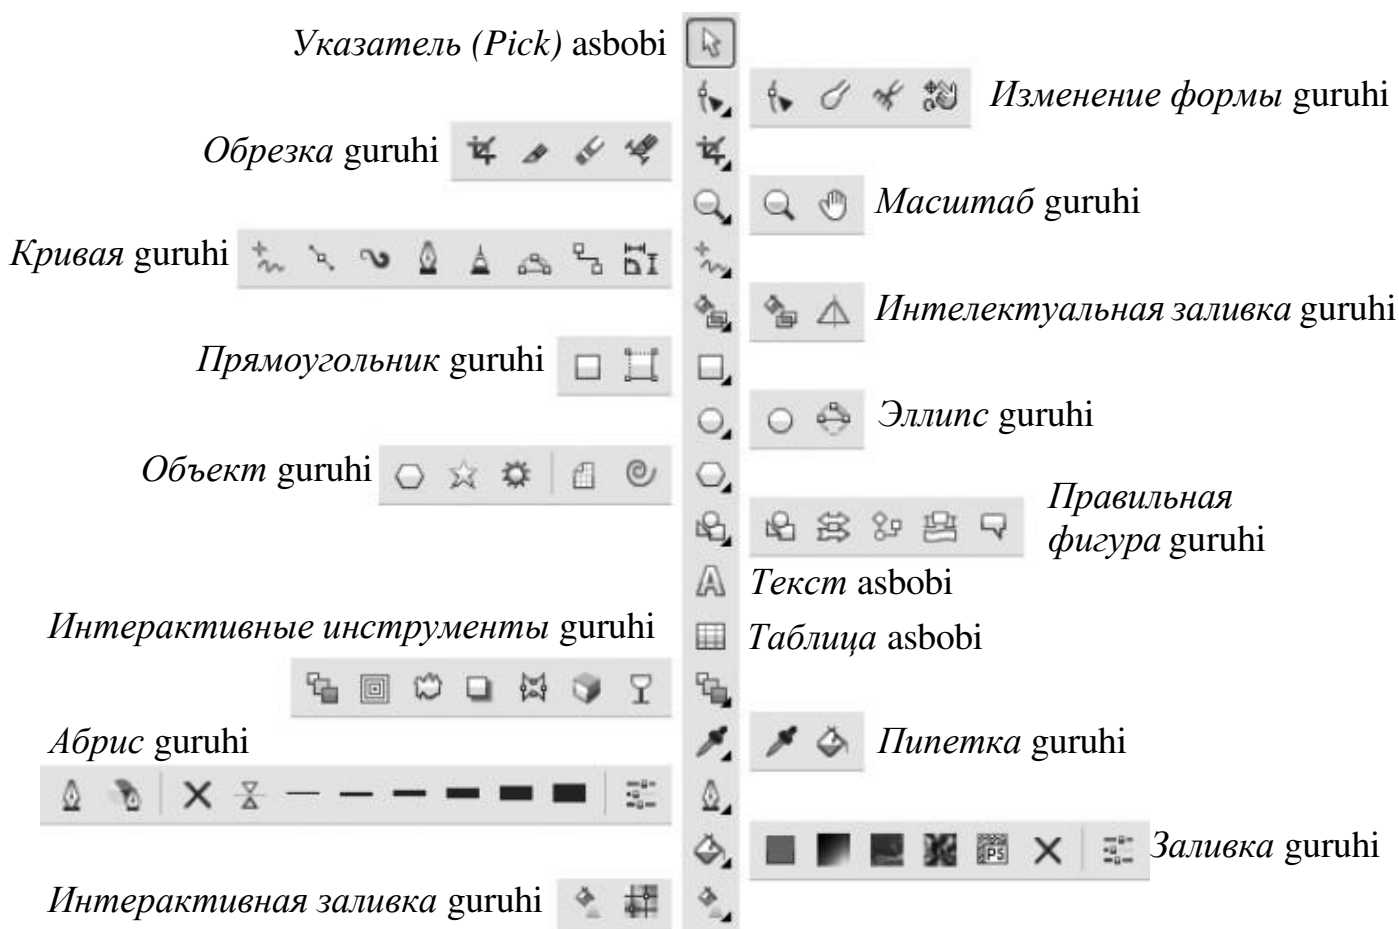 Указатель (Pick) asbobi
Изменение формы guruhi
Обрезка guruhi
Масштаб guruhi
Кривая guruhi
Интелектуальная заливка guruhi
Прямоугольник guruhi
Эллипс guruhi
Объект guruhi
Правильная
фигура guruhi
Текст asbobi
Интерактивные инструменты guruhi
Таблица asbobi
Абрис guruhi
Пипетка guruhi
PS
Заливка guruhi
Интерактивная заливка guruhi